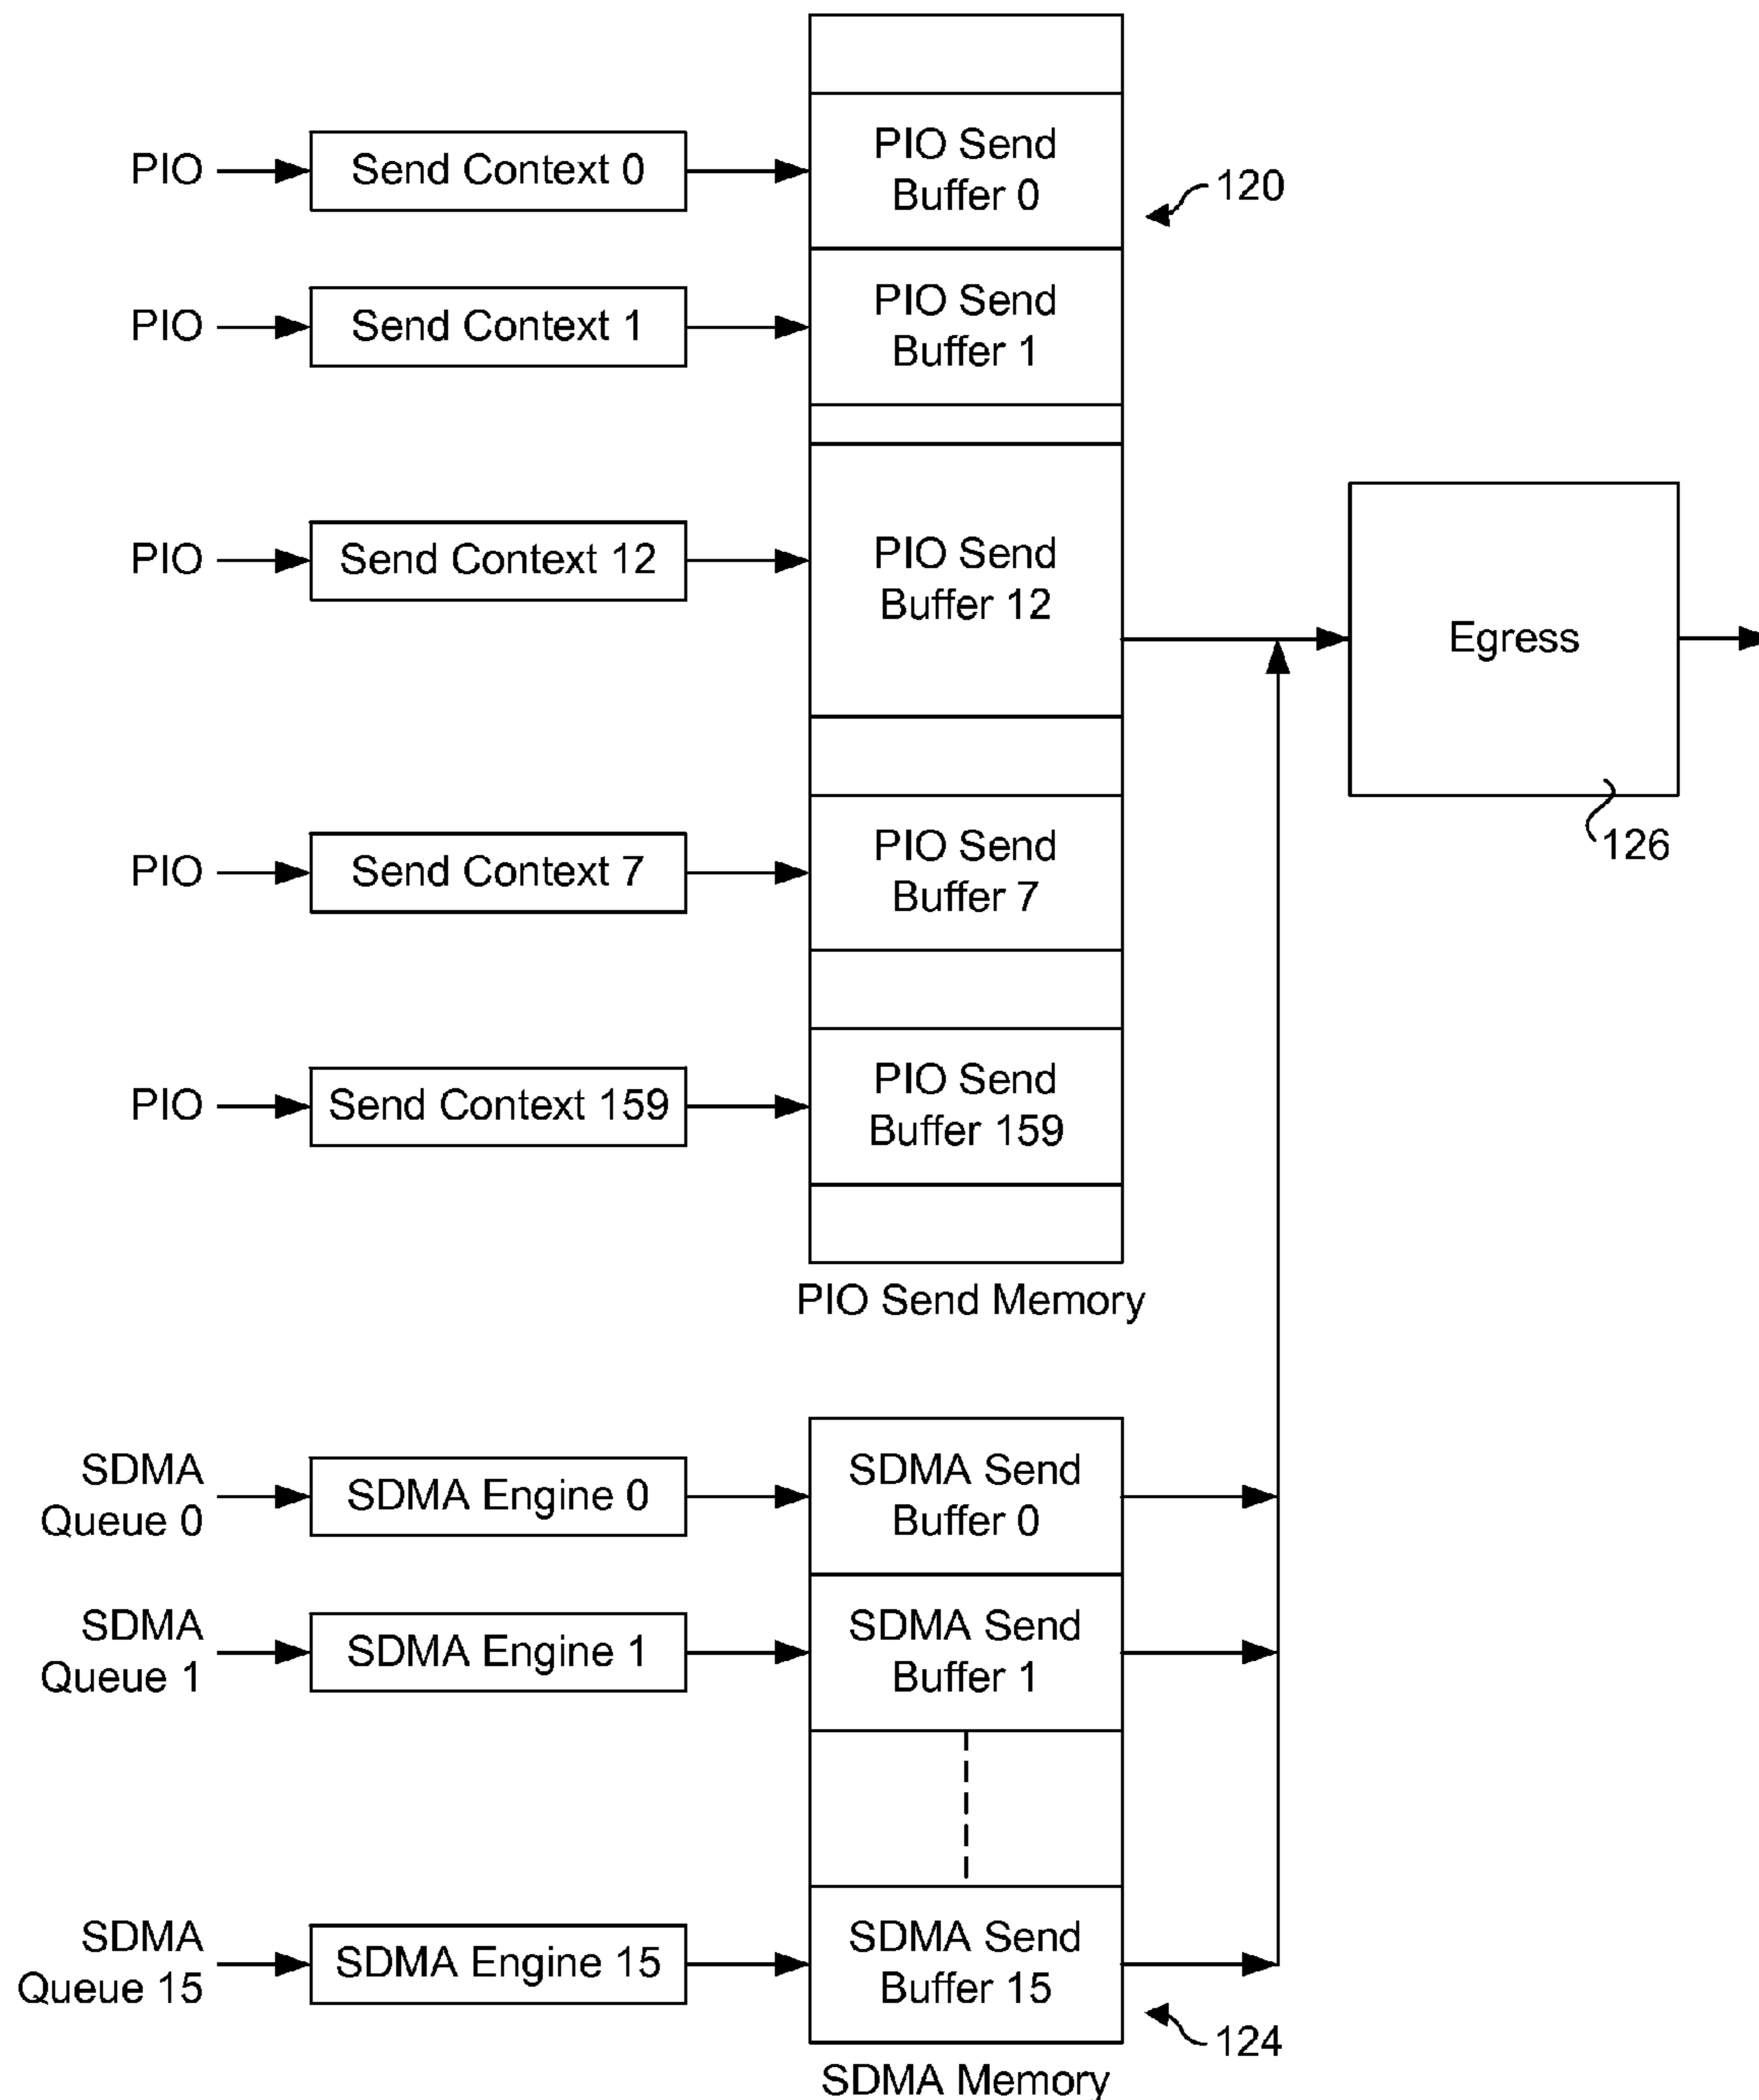 PIO
Send Context 0
PIO Send
Buffer 0
120
PIO
Send Context 1
PIO Send
Buffer 1
PIO
Send Context 12
PIO Send
Buffer 12
Egress
126
PIO
Send Context 7
PIO Send
Buffer 7
PIO
Send Context 159
PIO Send
Buffer 159
PIO Send Memory
SDMA
Queue 0
SDMA Engine 0
SDMA Send
Buffer 0
SDMA
Queue 1
SDMA Engine 1
SDMA Send
Buffer 1
SDMA
Queue 15
SDMA Engine 15
SDMA Send
Buffer 15
124
SDMA Memory